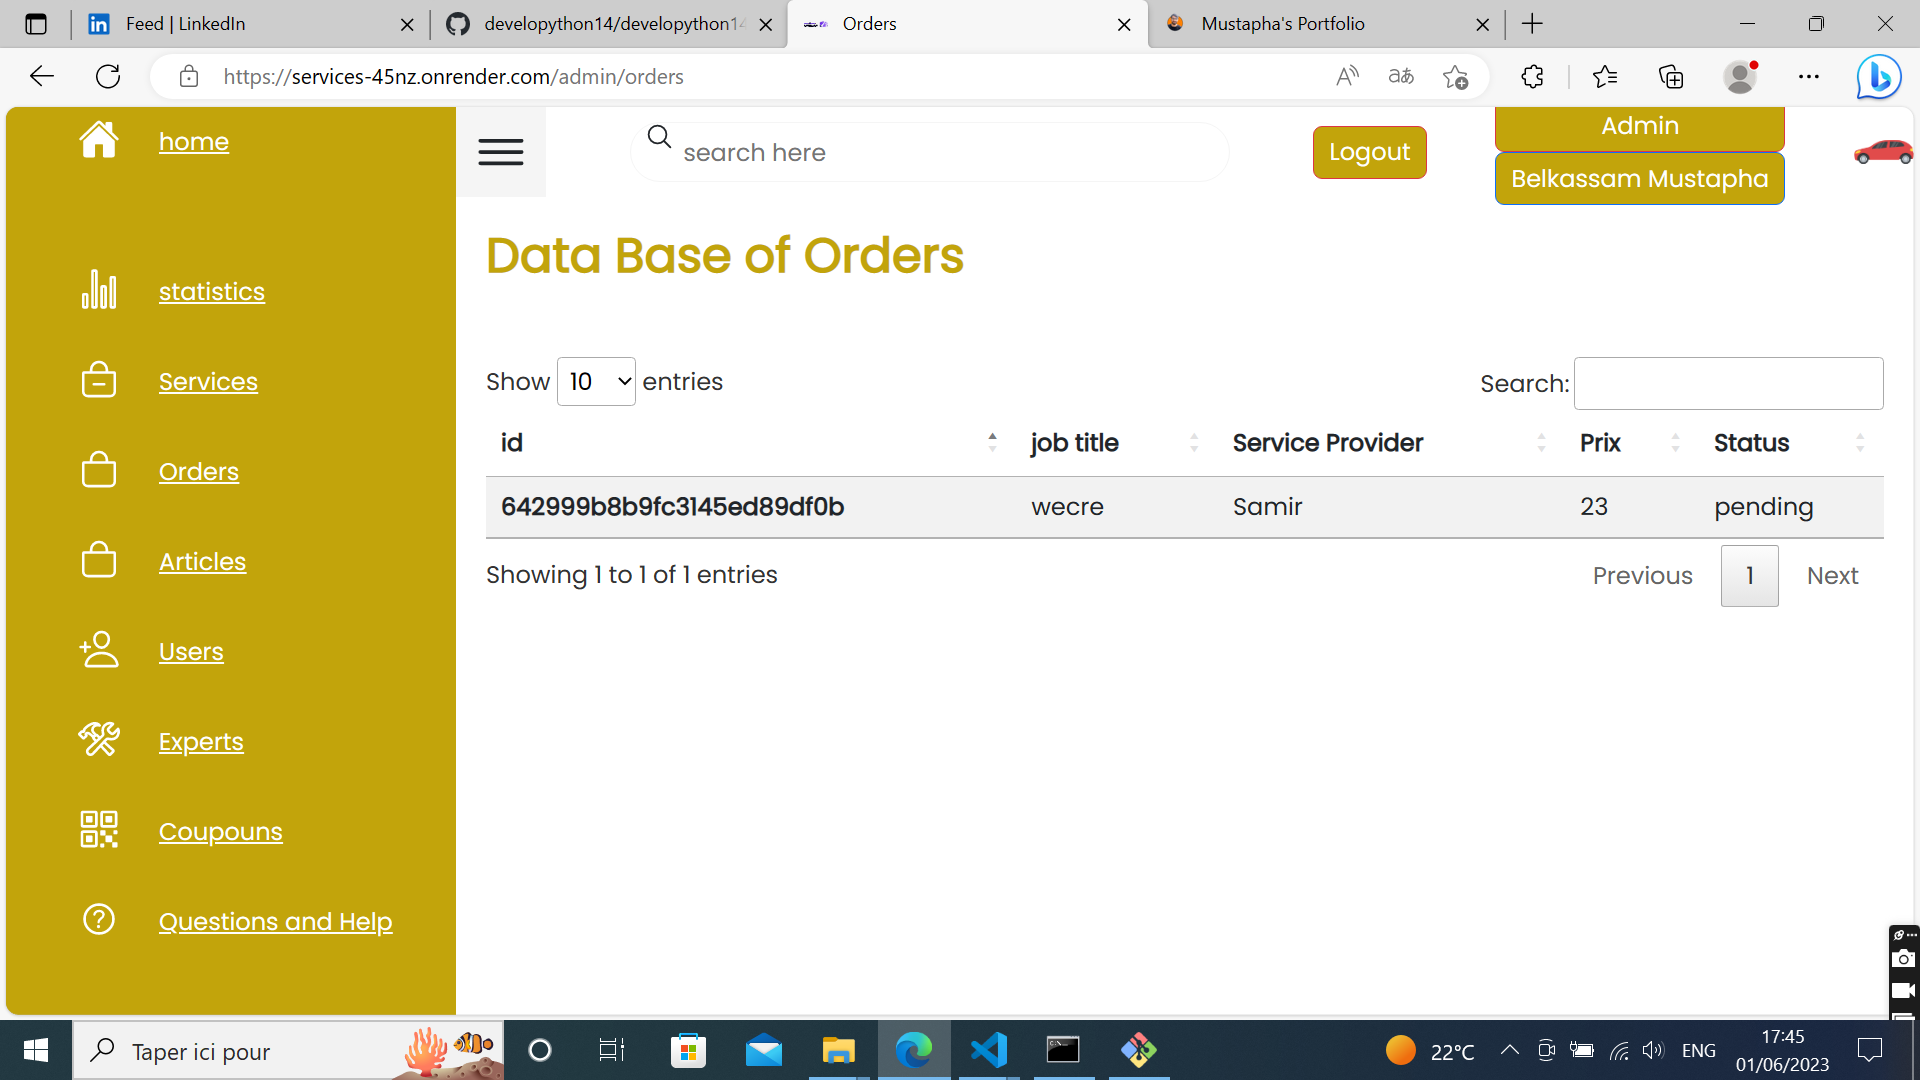 Feed | LinkedIn
developython14/developython14
Orders
Mustapha's Portfolio
https://services-45nz.onrender.com/admin/orders
home
search here
Logout
Admin
Belkassam Mustapha
Data Base of Orders
statistics
Services
Orders
Articles
Users
Experts
Coupouns
Questions and Help
Show 10 entries
Search:
id job title Service Provider Prix Status
642999b8b9fc3145ed89df0b wecre Samir 23 pending
Showing 1 to 1 of 1 entries
Previous 1 Next
Taper ici pour
22°C
ENG
17:45
01/06/2023